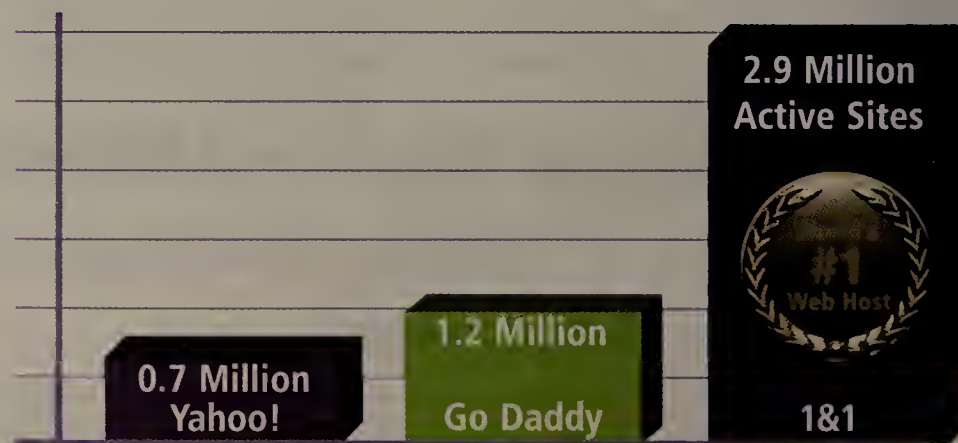 2.9 Million
Active Sites
#1
Web Host
1.2 Million
0.7 Million
Yahoo!
Go Daddy
1&1